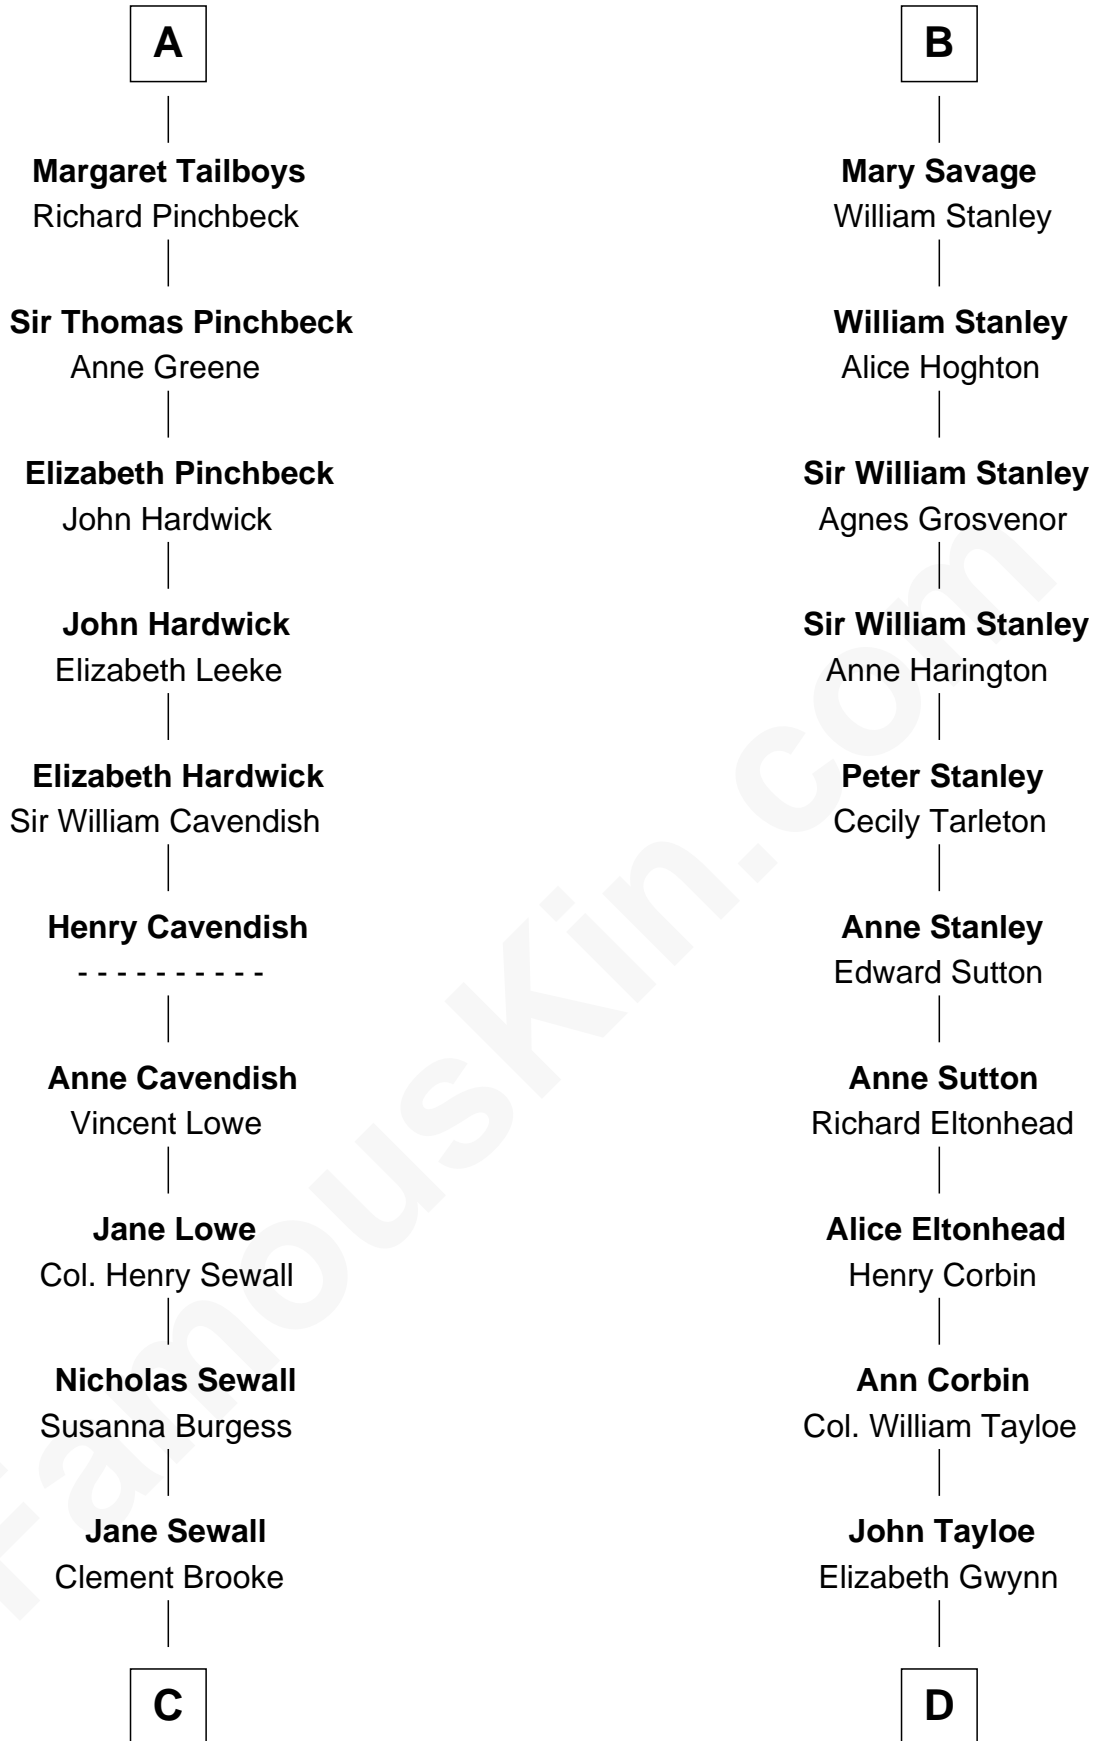 A
Margaret Tailboys
Richard Pinchbeck
Sir Thomas Pinchbeck
Anne Greene
Elizabeth Pinchbeck
John Hardwick
John Hardwick
Elizabeth Leeke
Elizabeth Hardwick
Sir William Cavendish
Henry Cavendish
- - - - - - - - - -
Anne Cavendish
Vincent Lowe
Jane Lowe
Col. Henry Sewall
Nicholas Sewall
Susanna Burgess
Jane Sewall
Clement Brooke
C
B
Mary Savage
William Stanley
William Stanley
Alice Hoghton
Sir William Stanley
Agnes Grosvenor
Sir William Stanley
Anne Harington
Peter Stanley
Cecily Tarleton
Anne Stanley
Edward Sutton
Anne Sutton
Richard Eltonhead
Alice Eltonhead
Henry Corbin
Ann Corbin
Col. William Tayloe
John Tayloe
Elizabeth Gwynn
D
FamousKin.com